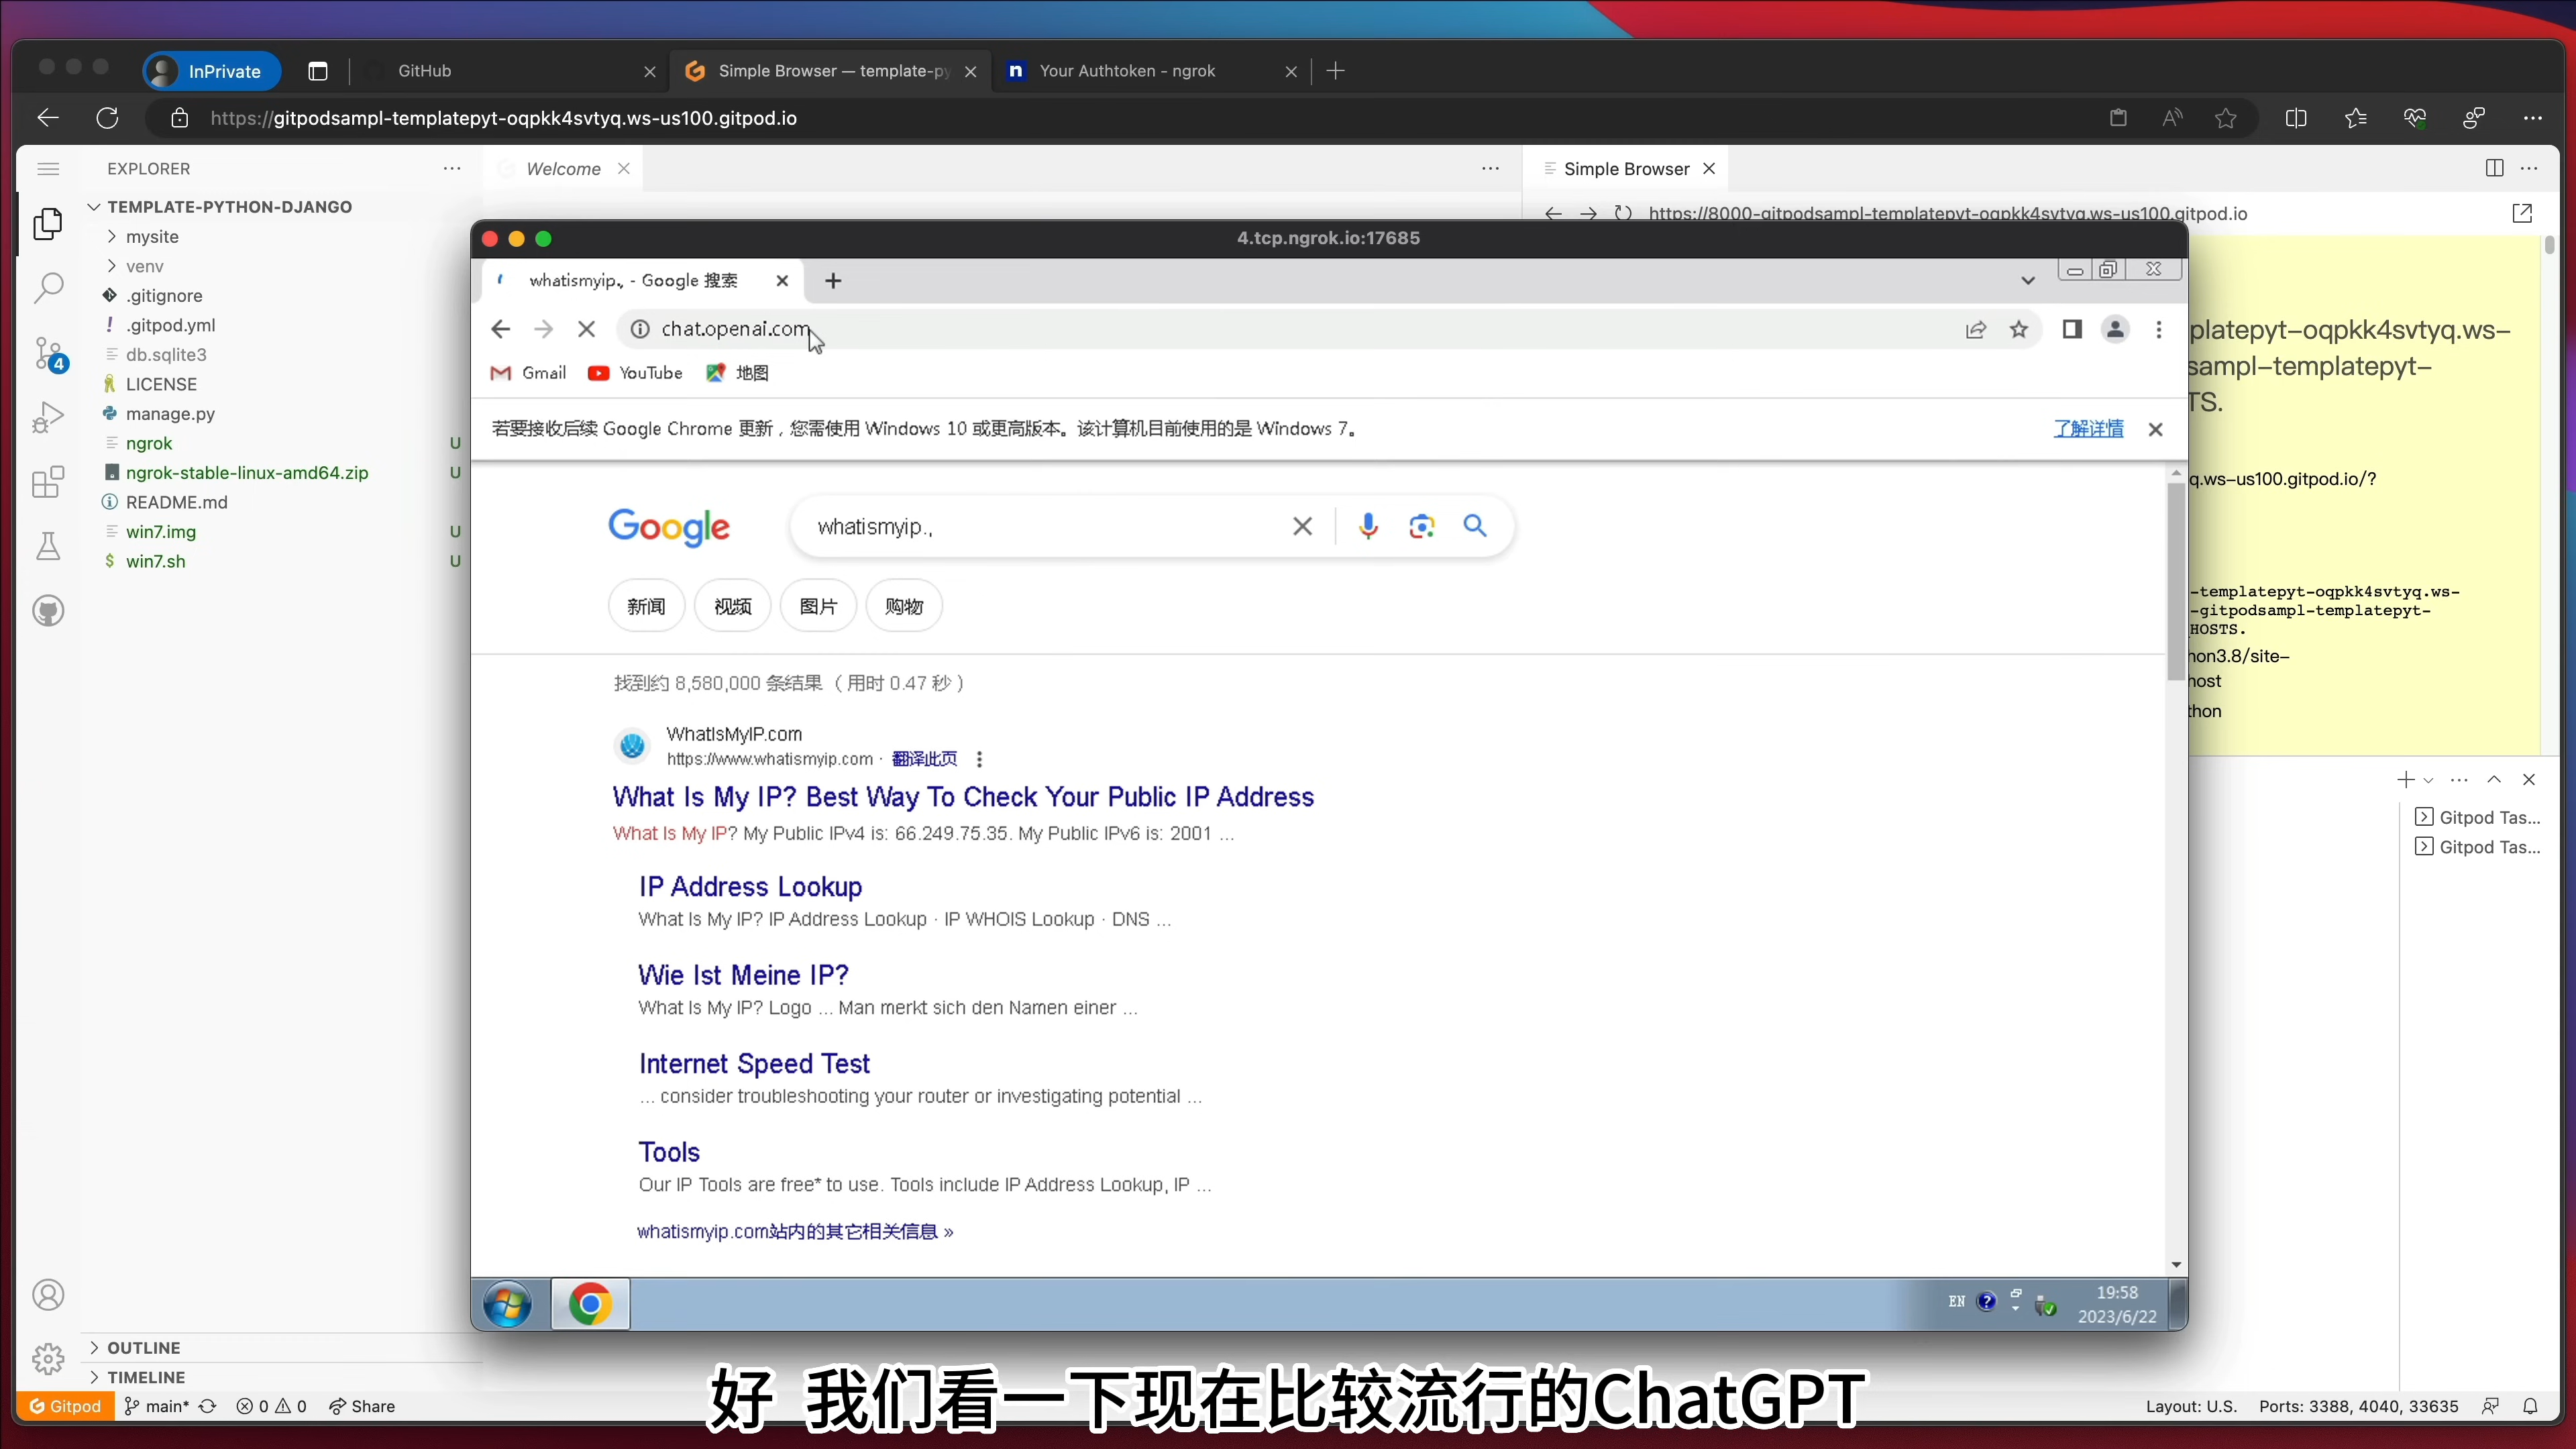 InPrivate
GitHub
Simple Browser — template-py
Your Authtoken - ngrok
https://gitpodsampl-templatepyt-oqpkk4svtyq.ws-us100.gitpod.io
EXPLORER
Welcome
Simple Browser
https://8000-gitpodsampl-templatepyt-oqpkk4svtyq.ws-us100.gitpod.io
TEMPLATE-PYTHON-DJANGO
mysite
venv
.gitignore
.gitpod.yml
db.sqlite3
LICENSE
manage.py
ngrok U
ngrok-stable-linux-amd64.zip U
README.md
win7.img U
win7.sh U
4
4.tcp.ngrok.io:17685
whatismyip., - Google 搜索
chat.openai.com
Gmail
YouTube
地图
若要接收后续 Google Chrome 更新，您需使用 Windows 10 或更高版本。该计算机目前使用的是 Windows 7。
了解详情
Google
whatismyip.,
新闻
视频
图片
购物
找到约 8,580,000 条结果 （用时 0.47 秒）
WhatIsMyIP.com
https://www.whatismyip.com · 翻译此页
What Is My IP? Best Way To Check Your Public IP Address
What Is My IP? My Public IPv4 is: 66.249.75.35. My Public IPv6 is: 2001 ...
IP Address Lookup
What Is My IP? IP Address Lookup · IP WHOIS Lookup · DNS ...
Wie Ist Meine IP?
What Is My IP? Logo ... Man merkt sich den Namen einer ...
Internet Speed Test
... consider troubleshooting your router or investigating potential ...
Tools
Our IP Tools are free* to use. Tools include IP Address Lookup, IP ...
whatismyip.com站内的其它相关信息 »
EN
19:58
2023/6/22
platepyt-oqpkk4svtyq.ws-
sampl-templatepyt-
TS.
q.ws-us100.gitpod.io/?
-templatepyt-oqpkk4svtyq.ws-
-gitpodsampl-templatepyt-
HOSTS.
hon3.8/site-
host
thon
Gitpod Tas...
Gitpod Tas...
OUTLINE
TIMELINE
Gitpod
main*
0
0
Share
Layout: U.S.
Ports: 3388, 4040, 33635
好 我们看一下现在比较流行的ChatGPT